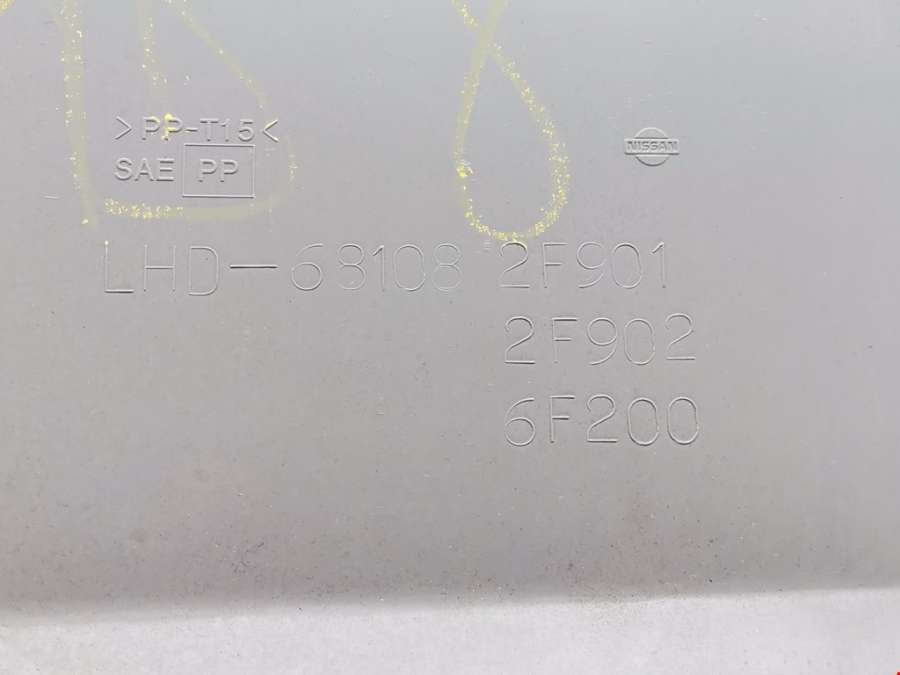 >PP-T15<
SAE PP
NISSAN
LHD-68108 2F901
2F902
6F200